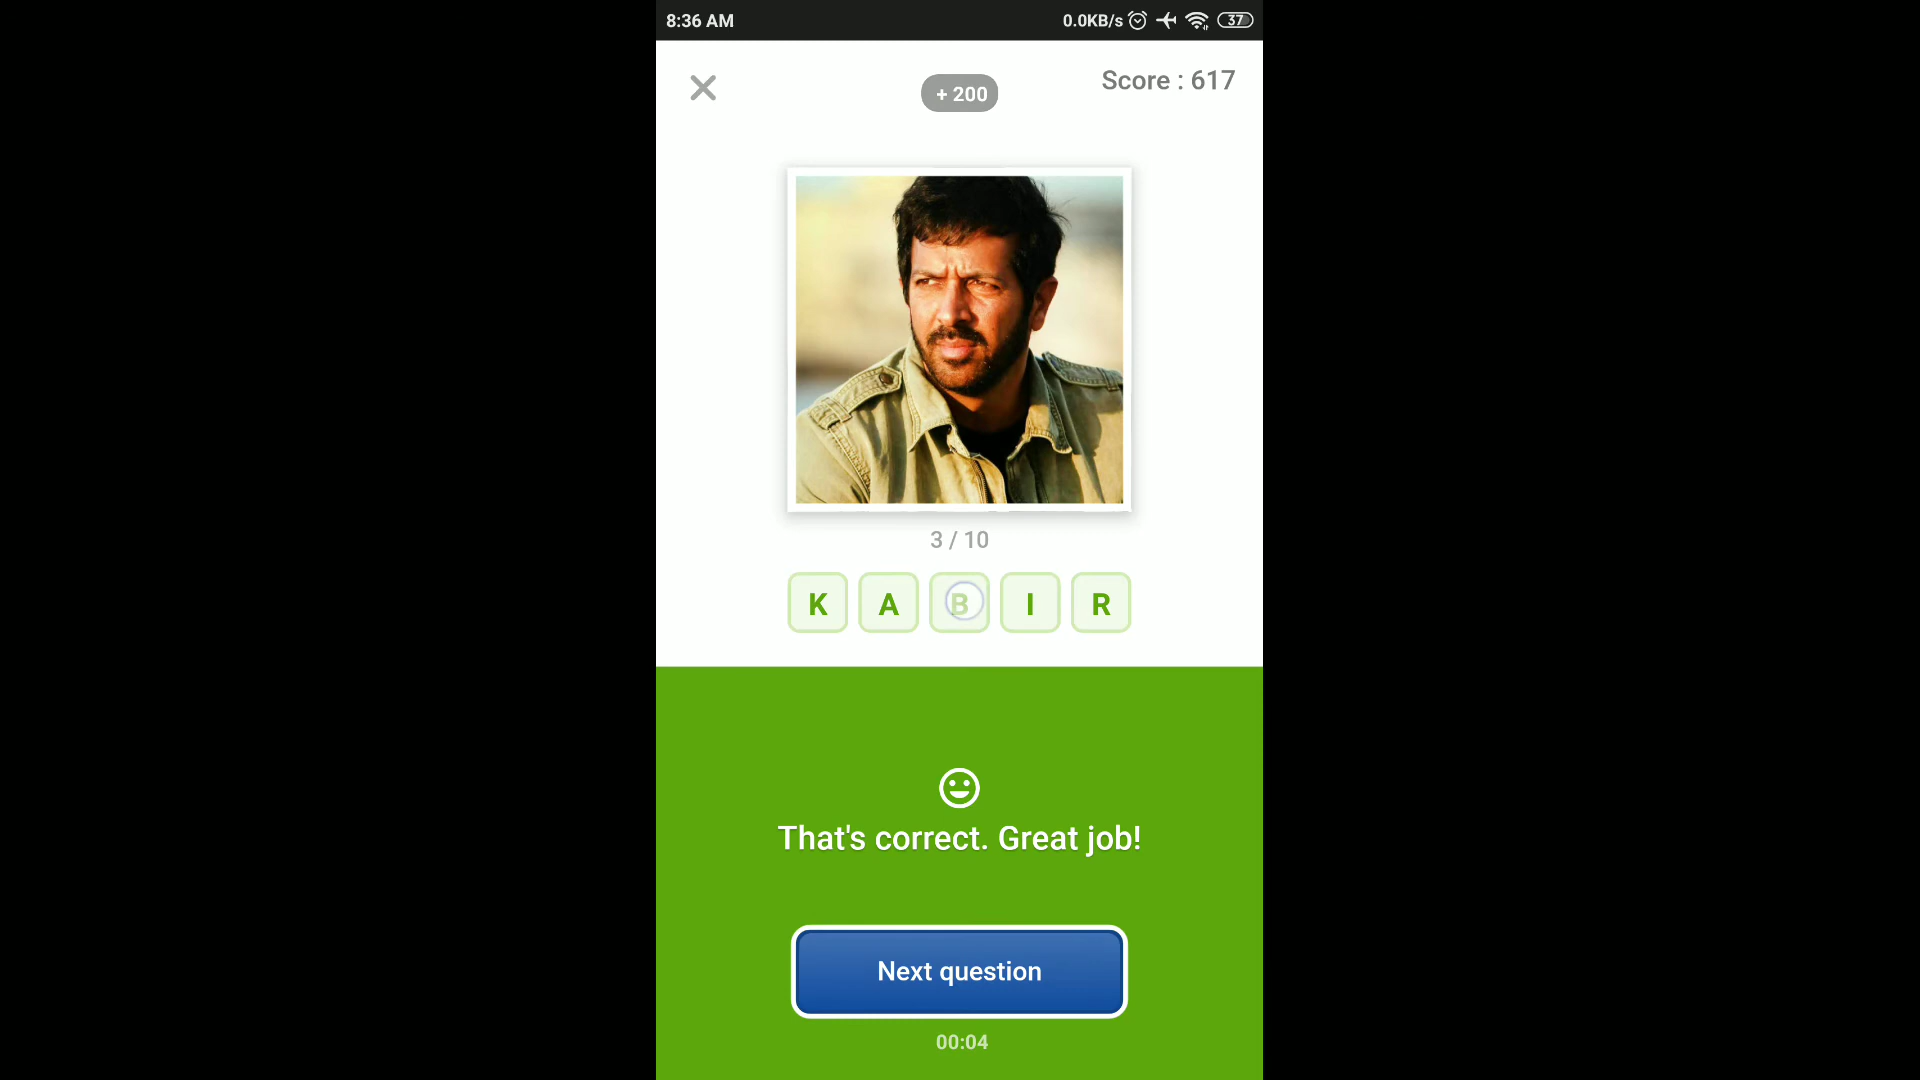 8:36 AM 0.0KB/s 37
+ 200
Score : 617
3 / 10
K A B I R
That's correct. Great job!
Next question
00:04